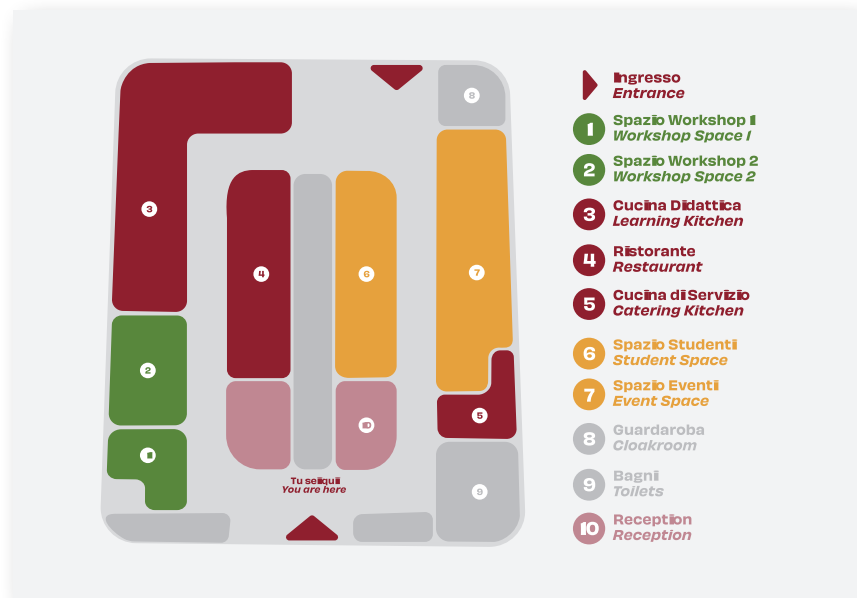 8
3
4
6
7
2
5
1
10
9
Tu sei qui
You are here
Ingresso
Entrance
1 Spazio Workshop 1
Workshop Space 1
2 Spazio Workshop 2
Workshop Space 2
3 Cucina Didattica
Learning Kitchen
4 Ristorante
Restaurant
5 Cucina di Servizio
Catering Kitchen
6 Spazio Studenti
Student Space
7 Spazio Eventi
Event Space
8 Guardaroba
Cloakroom
9 Bagni
Toilets
10 Reception
Reception